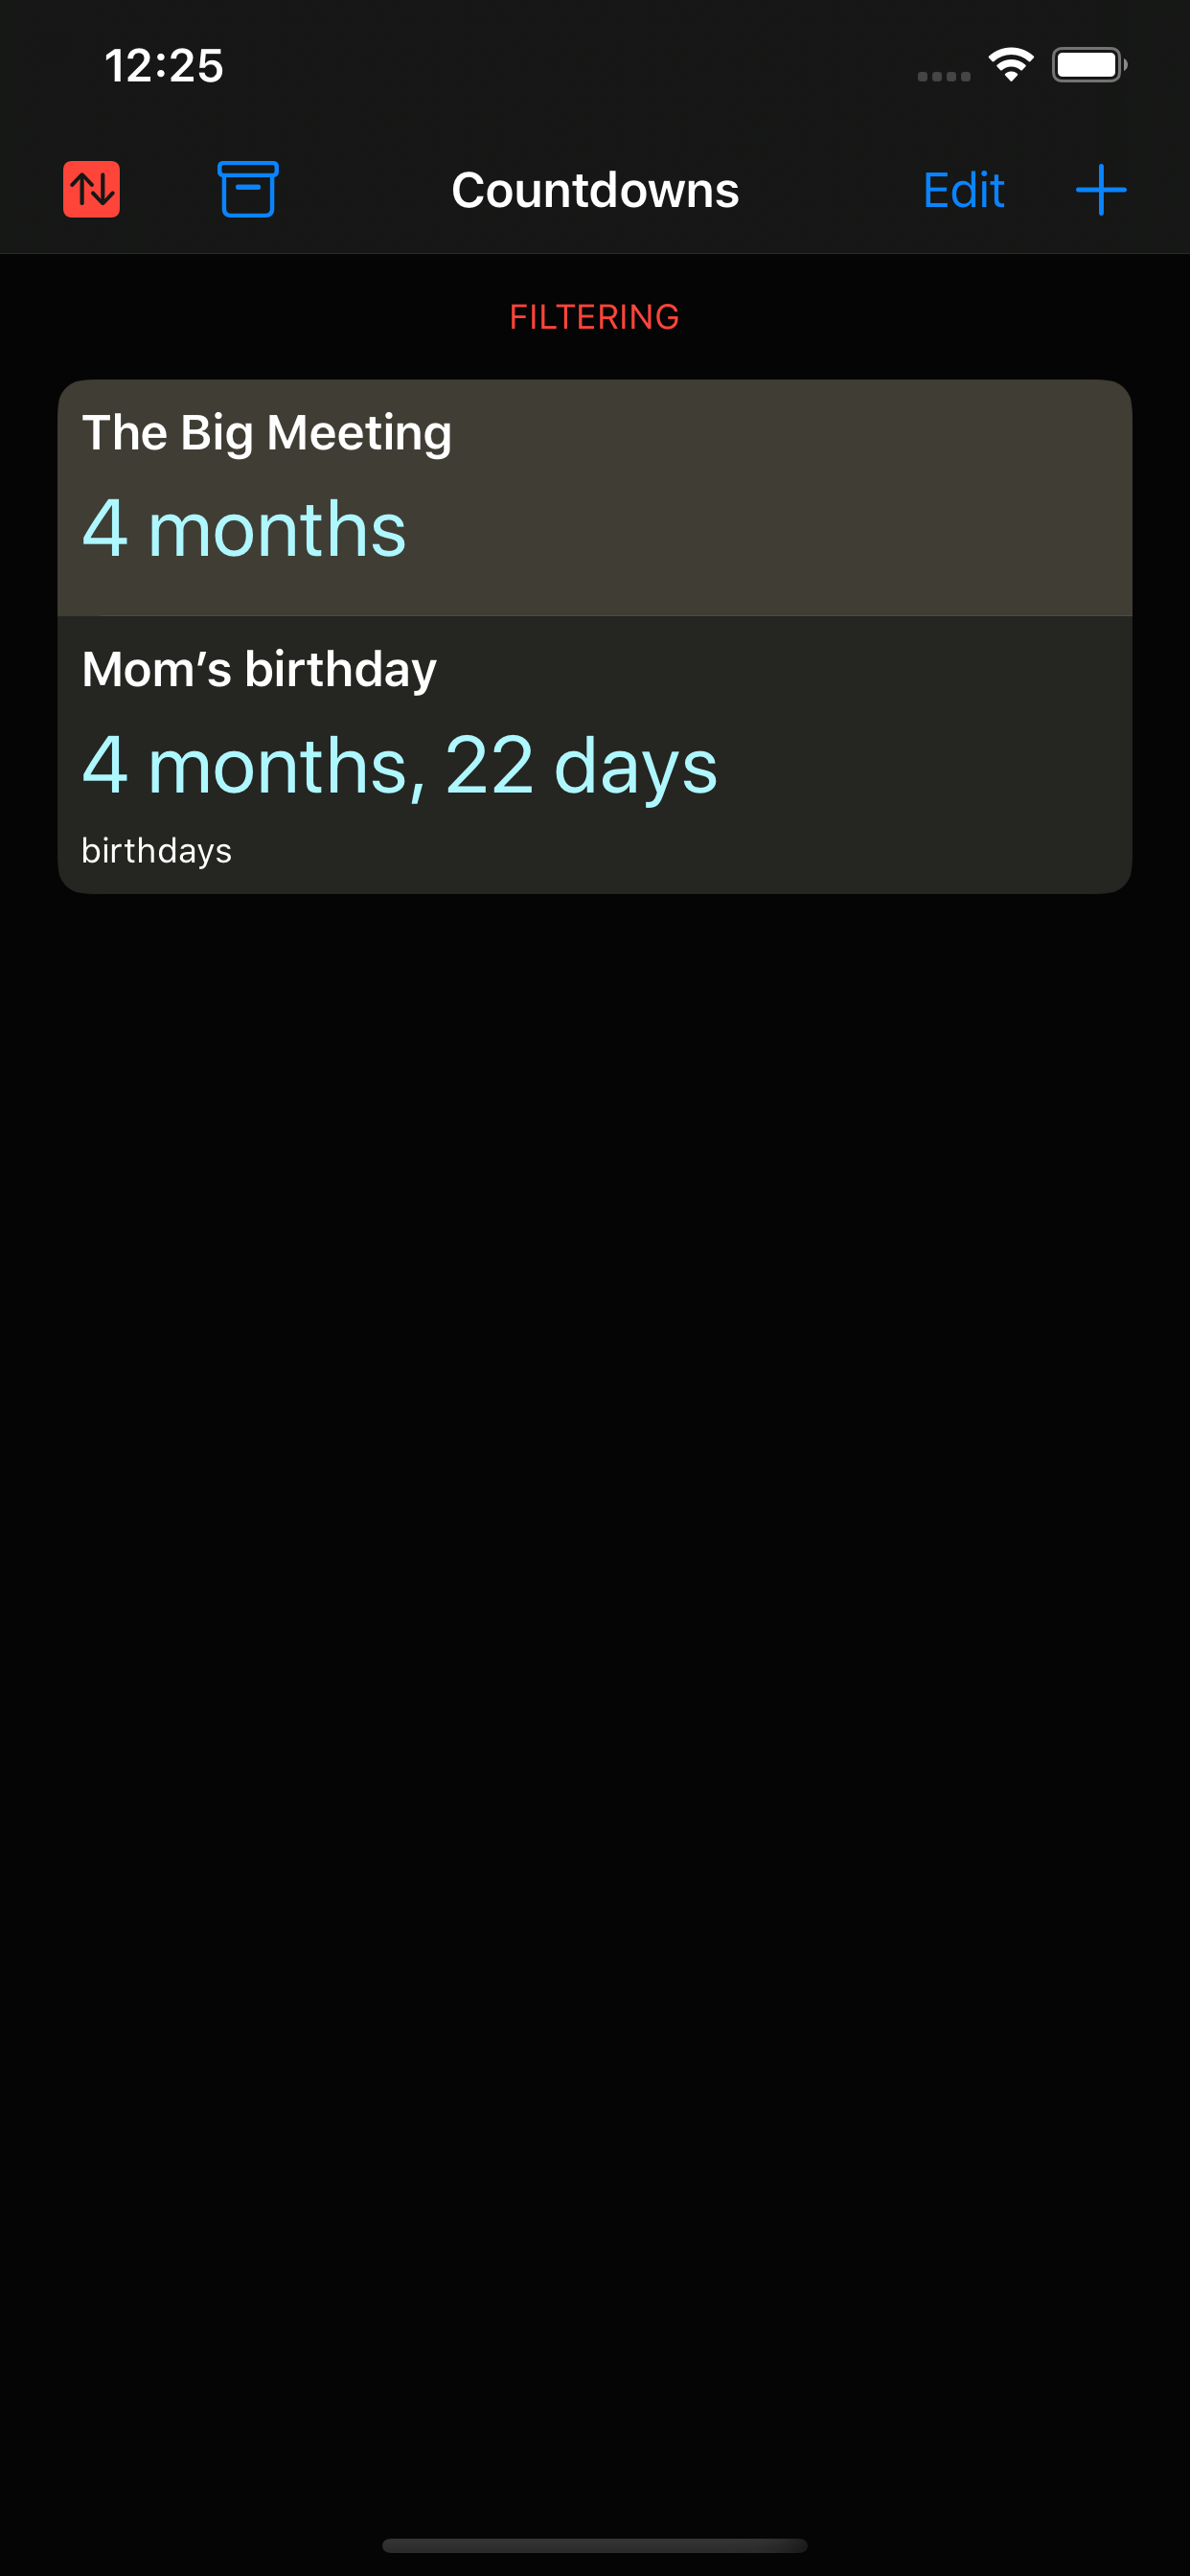 12:25
Countdowns
Edit
FILTERING
The Big Meeting
4 months
Mom’s birthday
4 months, 22 days
birthdays